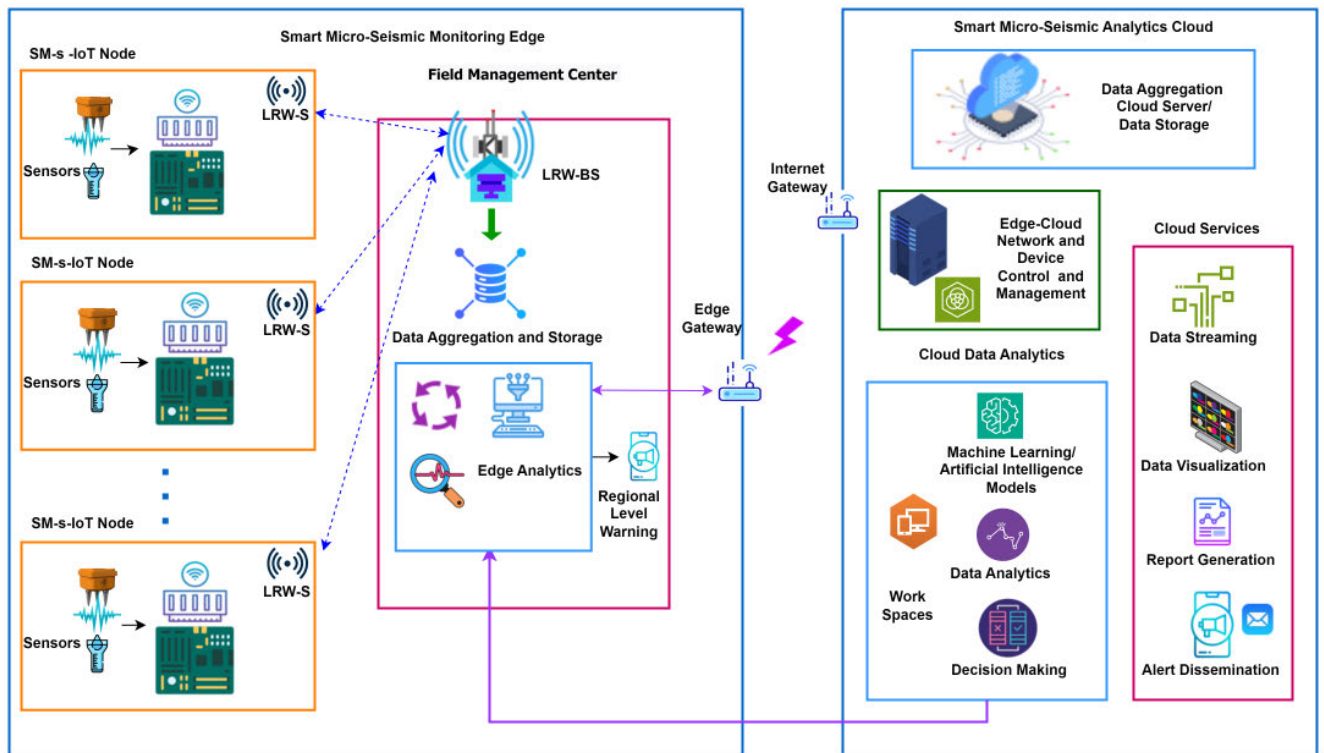 Smart Micro-Seismic Monitoring Edge
SM-s -IoT Node
LRW-S
Sensors
SM-s-IoT Node
LRW-S
Sensors
SM-s-IoT Node
LRW-S
Sensors
Field Management Center
LRW-BS
Data Aggregation and Storage
Edge Analytics
Regional
Level
Warning
Edge
Gateway
Internet
Gateway
Smart Micro-Seismic Analytics Cloud
Data Aggregation
Cloud Server/
Data Storage
Edge-Cloud
Network and
Device
Control and
Management
Cloud Data Analytics
Machine Learning/
Artificial Intelligence
Models
Work
Spaces
Data Analytics
Decision Making
Cloud Services
Data Streaming
Data Visualization
Report Generation
Alert Dissemination